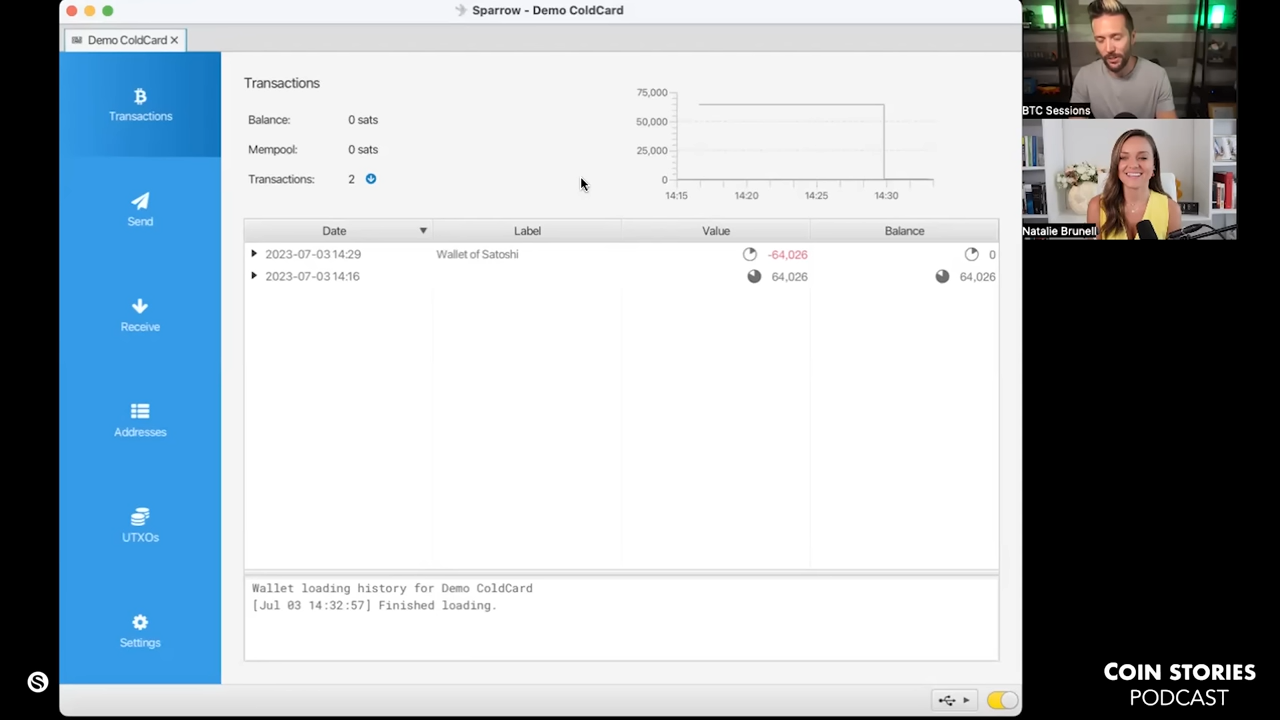 Sparrow - Demo ColdCard
Demo ColdCard
Transactions
Send
Receive
Addresses
UTXOs
Settings
Transactions
Balance: 0 sats
Mempool: 0 sats
Transactions: 2
75,000
50,000
25,000
0
14:15 14:20 14:25 14:30
Date Label Value Balance
2023-07-03 14:29 Wallet of Satoshi -64,026 0
2023-07-03 14:16 64,026 64,026
Wallet loading history for Demo ColdCard
[Jul 03 14:32:57] Finished loading.
BTC Sessions
Natalie Brunell
COIN STORIES
PODCAST